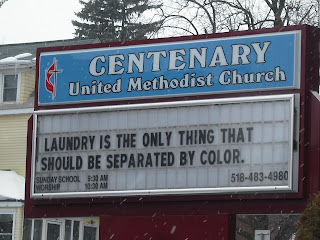 CENTENARY
United Methodist Church
LAUNDRY IS THE ONLY THING THAT
SHOULD BE SEPARATED BY COLOR.
SUNDAY SCHOOL 9:30 AM
WORSHIP 10:30 AM
518-483-4980